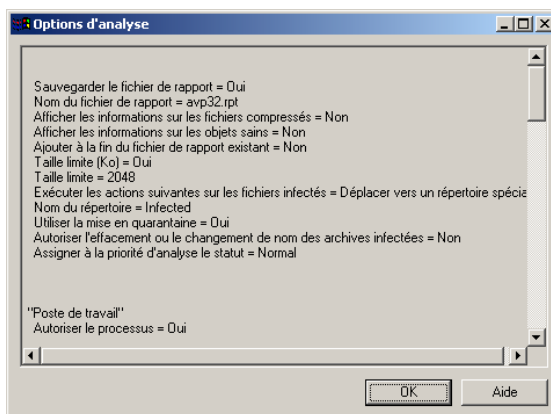 Options d'analyse
Sauvegarder le fichier de rapport = Oui
Nom du fichier de rapport = avp32.rpt
Afficher les informations sur les fichiers compressés = Non
Afficher les informations sur les objets sains = Non
Ajouter à la fin du fichier de rapport existant = Non
Taille limite (Ko) = Oui
Taille limite = 2048
Exécuter les actions suivantes sur les fichiers infectés = Déplacer vers un répertoire spécia
Nom du répertoire = Infected
Utiliser la mise en quarantaine = Oui
Autoriser l'effacement ou le changement de nom des archives infectées = Non
Assigner à la priorité d'analyse le statut = Normal
"Poste de travail"
Autoriser le processus = Oui
OK
Aide